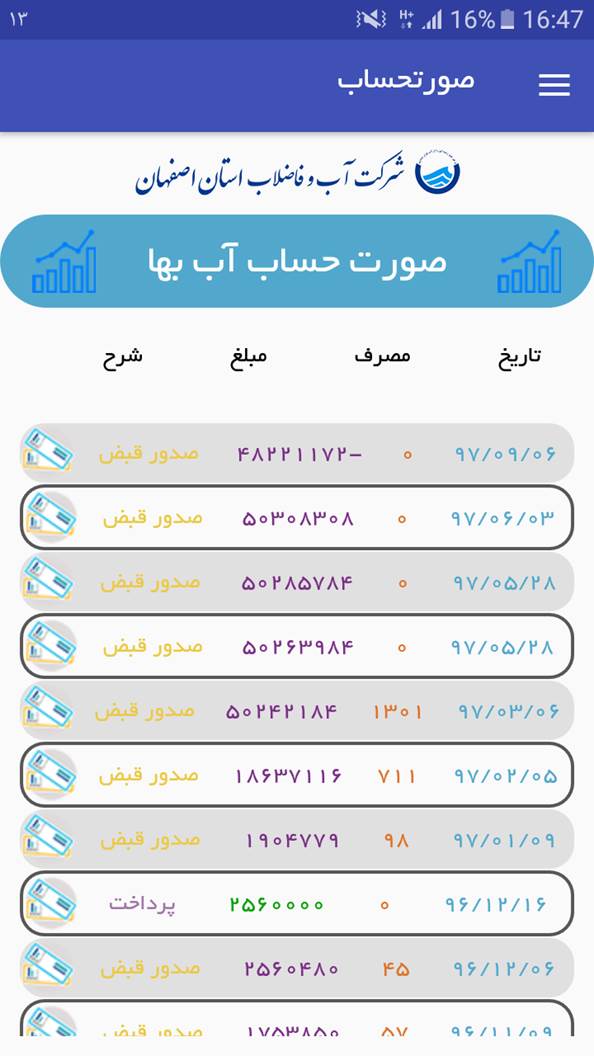 ۱۳ H+ 16% 16:47
صورتحساب
شرکت آب و فاضلاب استان اصفهان
صورت حساب آب بها
تاریخ مصرف مبلغ شرح
۹۷/۰۹/۰۶ ۰ -۴۸۲۲۱۱۷۲ صدور قبض
۹۷/۰۶/۰۳ ۰ ۵۰۳۰۸۳۰۸ صدور قبض
۹۷/۰۵/۲۸ ۰ ۵۰۲۸۵۷۸۴ صدور قبض
۹۷/۰۵/۲۸ ۰ ۵۰۲۶۳۹۸۴ صدور قبض
۹۷/۰۳/۰۶ ۱۳۰۱ ۵۰۲۴۲۱۸۴ صدور قبض
۹۷/۰۲/۰۵ ۷۱۱ ۱۸۶۳۷۱۱۶ صدور قبض
۹۷/۰۱/۰۹ ۹۸ ۱۹۰۴۷۷۹ صدور قبض
۹۶/۱۲/۱۶ ۰ ۲۵۶۰۰۰۰ پرداخت
۹۶/۱۲/۰۶ ۴۵ ۲۵۶۰۴۸۰ صدور قبض
۹۶/۱۱/۰۹ ۵۷ ۱۷۵۳۸۵۰ صدور قبض